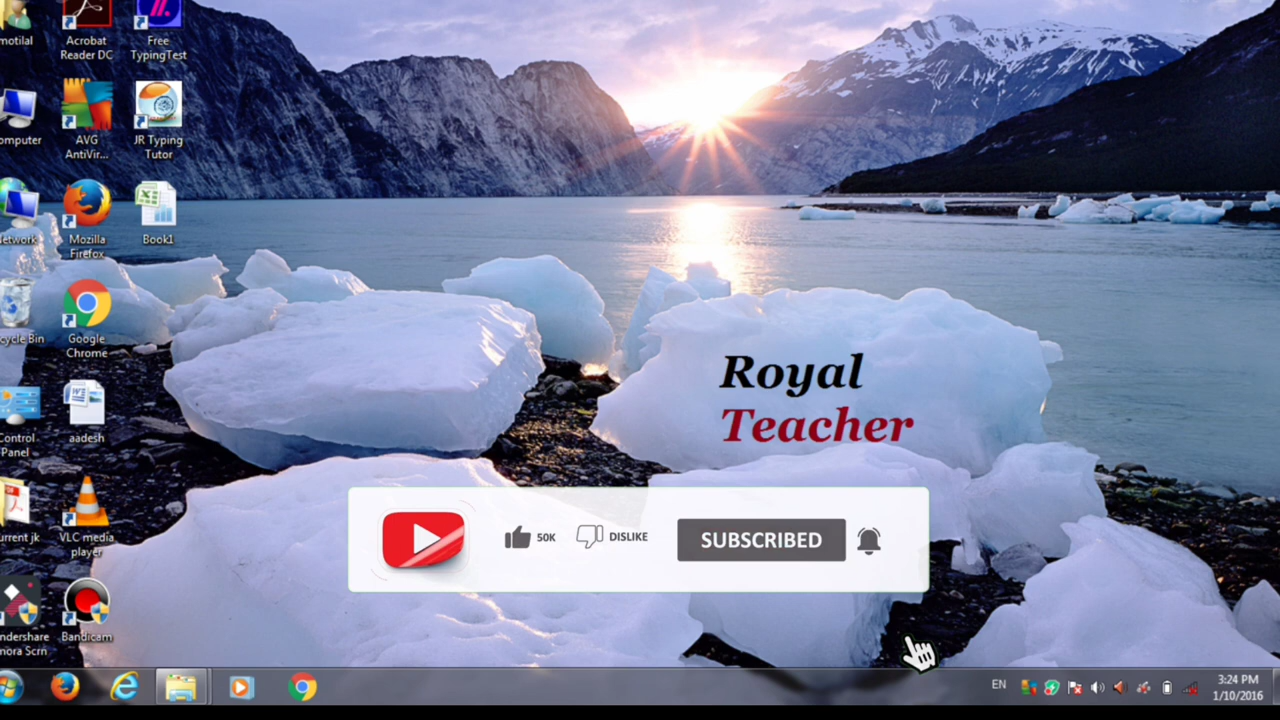 motilal
Acrobat
Reader DC
Free
TypingTest
omputer
AVG
AntiVir...
JR Typing
Tutor
Network
Mozilla
Firefox
Book1
cycle Bin
Google
Chrome
Royal
Teacher
Control
Panel
aadesh
urrent jk
VLC media
player
50K
DISLIKE
SUBSCRIBED
ndershare
mora Scrn
Bandicam
EN
3:24 PM
1/10/2016